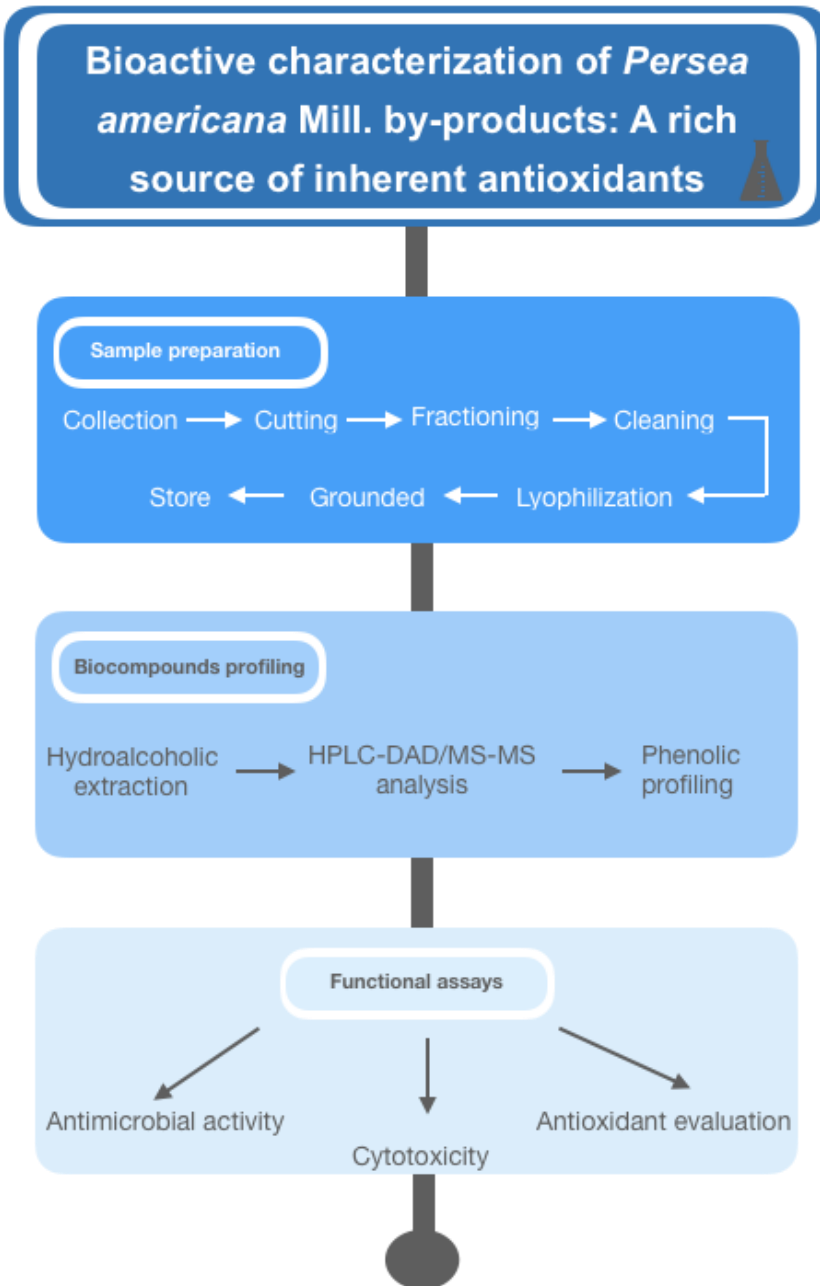 Bioactive characterization of Persea
americana Mill. by-products: A rich
source of inherent antioxidants
Sample preparation
Collection
Cutting
Fractioning
Cleaning
Lyophilization
Grounded
Store
Biocompounds profiling
Hydroalcoholic
extraction
HPLC-DAD/MS-MS
analysis
Phenolic
profiling
Functional assays
Antimicrobial activity
Cytotoxicity
Antioxidant evaluation